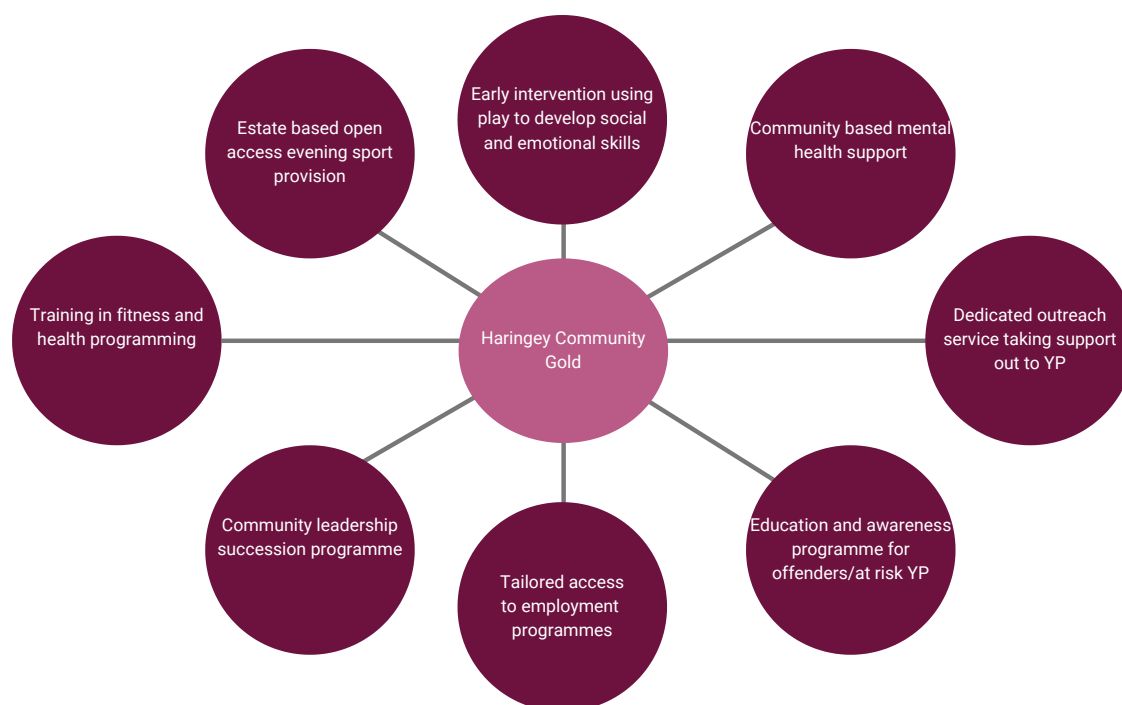 Early intervention using
play to develop social
and emotional skills
Estate based open
access evening sport
provision
Community based mental
health support
Training in fitness and
health programming
Haringey Community
Gold
Dedicated outreach
service taking support
out to YP
Community leadership
succession programme
Education and awareness
programme for
offenders/at risk YP
Tailored access
to employment
programmes